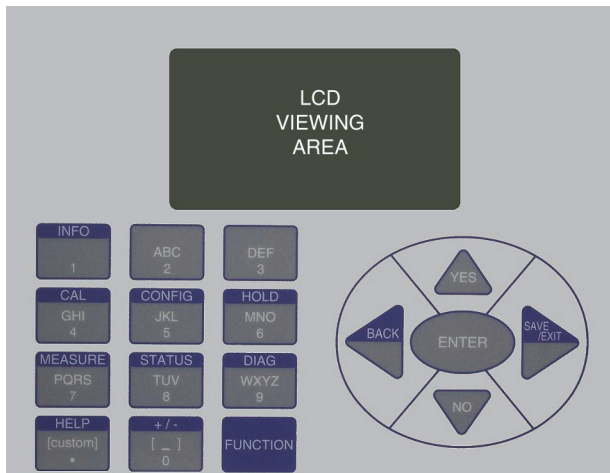 LCD
VIEWING
AREA
INFO
1
ABC
2
DEF
3
CAL
GHI
4
CONFIG
JKL
5
HOLD
MNO
6
MEASURE
PQRS
7
STATUS
TUV
8
DIAG
WXYZ
9
HELP
[custom]
•
+ / -
[ _ ]
0
FUNCTION
YES
BACK
ENTER
SAVE
/EXIT
NO